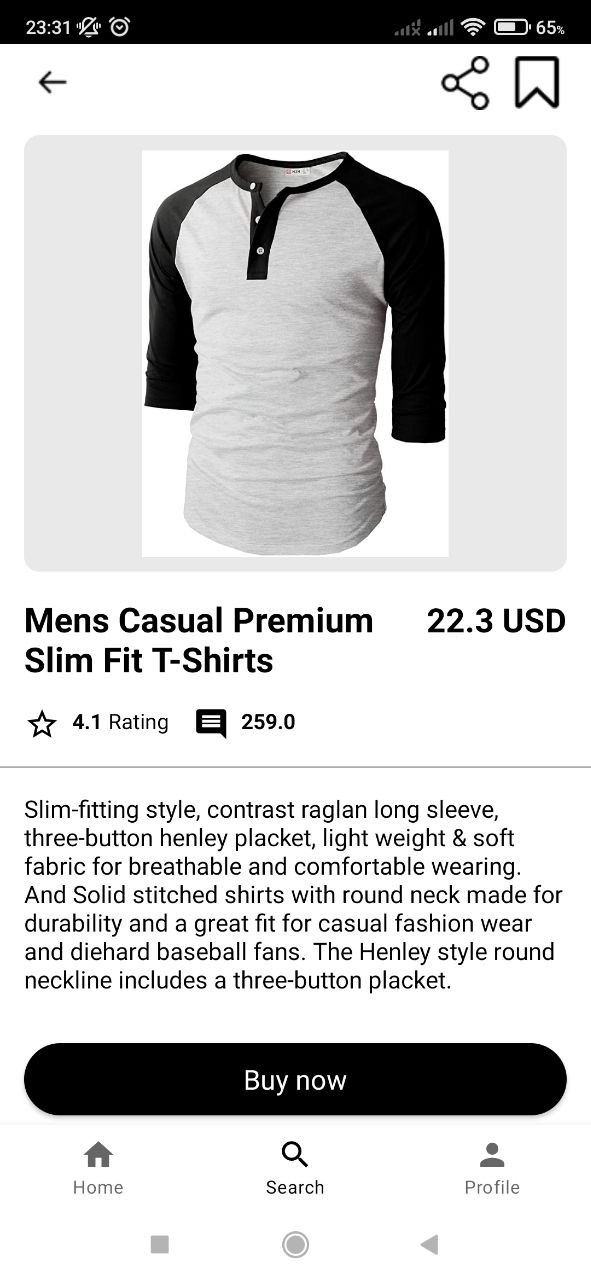 23:31
65%
Mens Casual Premium 22.3 USD
Slim Fit T-Shirts
4.1 Rating 259.0
Slim-fitting style, contrast raglan long sleeve,
three-button henley placket, light weight & soft
fabric for breathable and comfortable wearing.
And Solid stitched shirts with round neck made for
durability and a great fit for casual fashion wear
and diehard baseball fans. The Henley style round
neckline includes a three-button placket.
Buy now
Home Search Profile